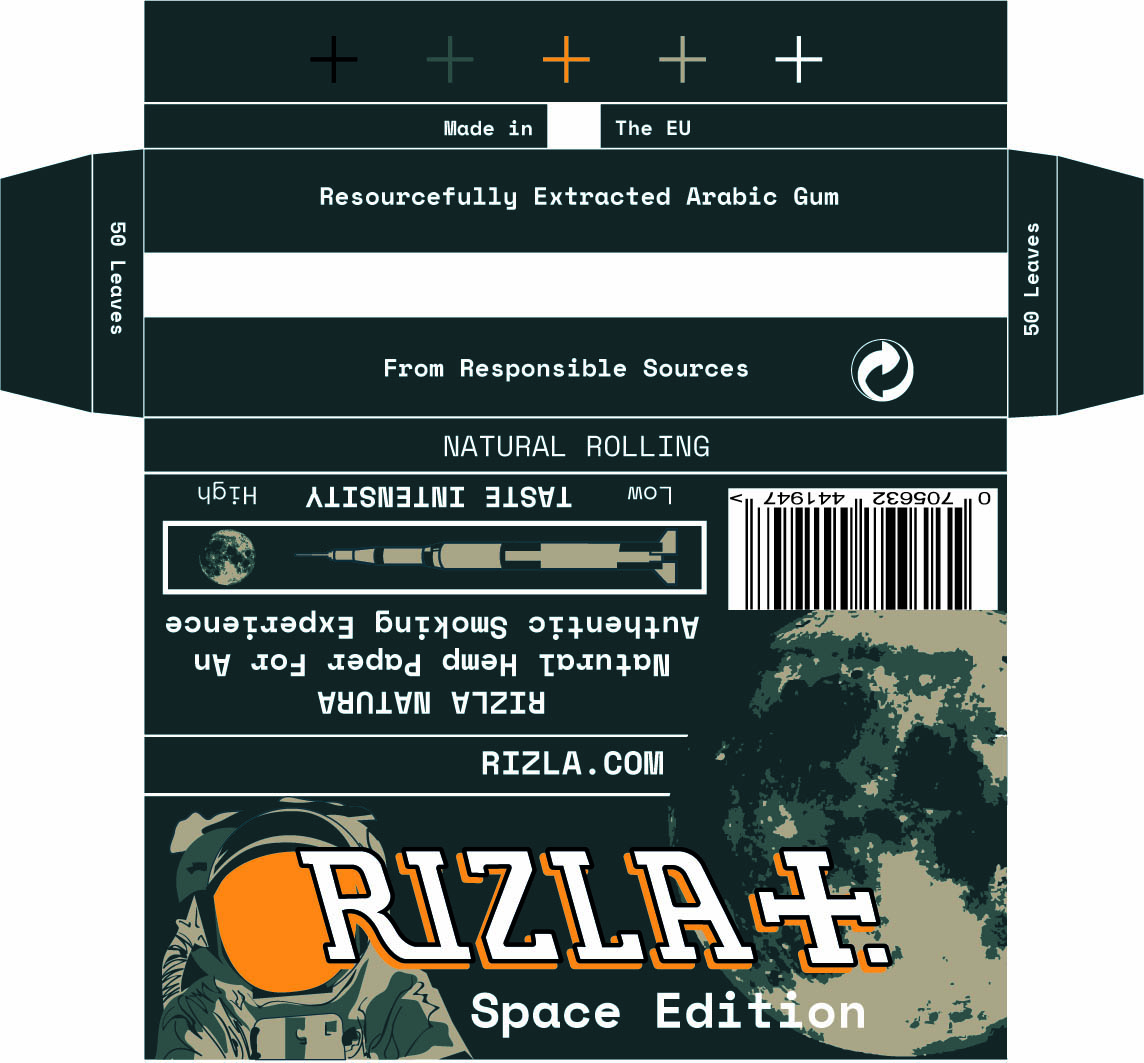 Made in The EU
Resourcefully Extracted Arabic Gum
50 Leaves
50 Leaves
From Responsible Sources
NATURAL ROLLING
RIZLA NATURA
Natural Hemp Paper For An
Authentic Smoking Experience
Low TASTE INTENSITY High
0 705632 441947 >
RIZLA.COM
RIZLA+.
Space Edition